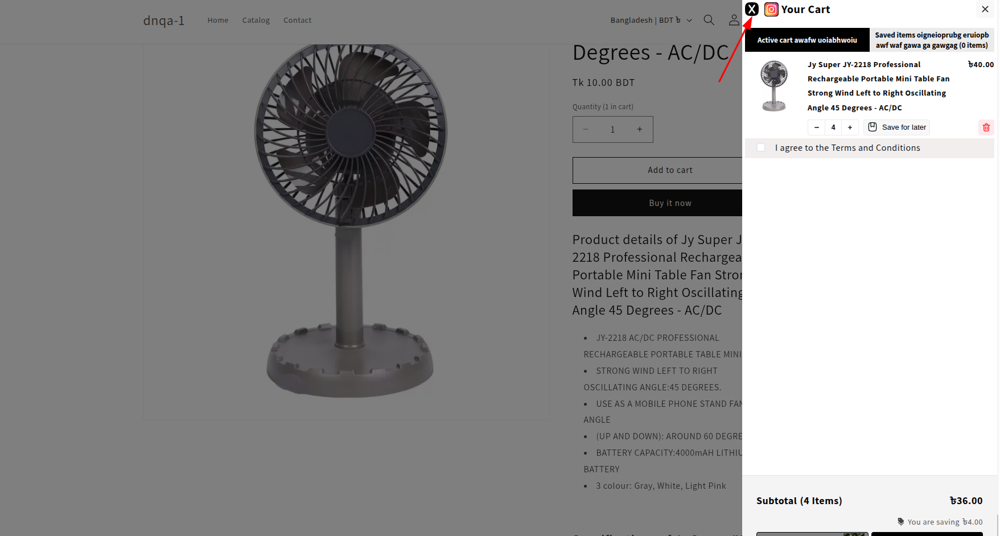 dnqa-1
Home
Catalog
Contact
Bangladesh | BDT ৳
Degrees - AC/DC
Tk 10.00 BDT
Quantity (1 in cart)
− 1 +
Add to cart
Buy it now
Product details of Jy Super J
2218 Professional Rechargea
Portable Mini Table Fan Stron
Wind Left to Right Oscillating
Angle 45 Degrees - AC/DC
• JY-2218 AC/DC PROFESSIONAL
RECHARGEABLE PORTABLE TABLE MINI
• STRONG WIND LEFT TO RIGHT
OSCILLATING ANGLE:45 DEGREES.
• USE AS A MOBILE PHONE STAND FAN
ANGLE
• (UP AND DOWN): AROUND 60 DEGRE
• BATTERY CAPACITY:4000mAH LITHIU
BATTERY
• 3 colour: Gray, White, Light Pink
X
Your Cart
Active cart awafw uoiabhwoiu
Saved items oigneioprubg eruiopb
awf waf gawa ga gawgag (0 items)
Jy Super JY-2218 Professional
Rechargeable Portable Mini Table Fan
Strong Wind Left to Right Oscillating
Angle 45 Degrees - AC/DC
৳40.00
− 4 +
Save for later
I agree to the Terms and Conditions
Subtotal (4 Items)
৳36.00
You are saving ৳4.00